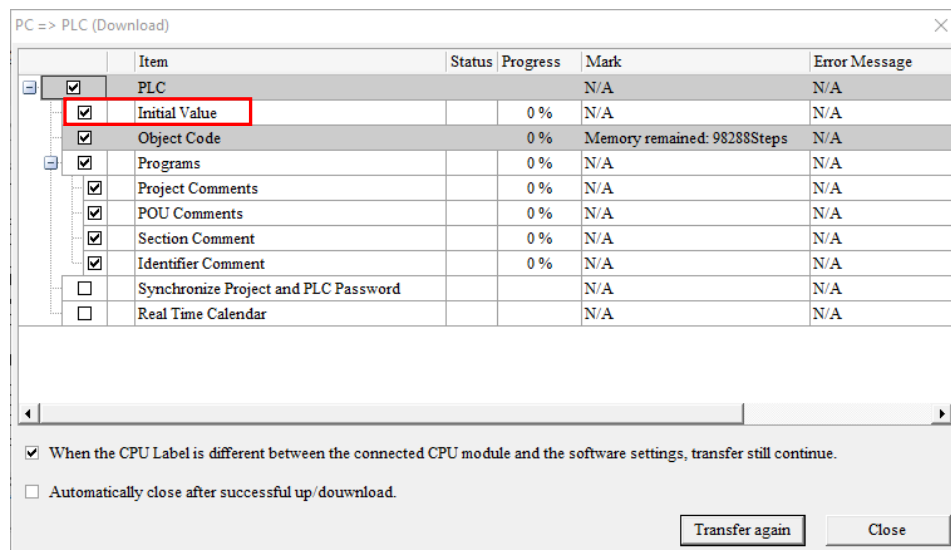 PC => PLC (Download)
Item Status Progress Mark Error Message
PLC N/A N/A
Initial Value 0 % N/A N/A
Object Code 0 % Memory remained: 98288Steps N/A
Programs 0 % N/A N/A
Project Comments 0 % N/A N/A
POU Comments 0 % N/A N/A
Section Comment 0 % N/A N/A
Identifier Comment 0 % N/A N/A
Synchronize Project and PLC Password N/A N/A
Real Time Calendar N/A N/A
When the CPU Label is different between the connected CPU module and the software settings, transfer still continue.
Automatically close after successful up/douwnload.
Transfer again Close